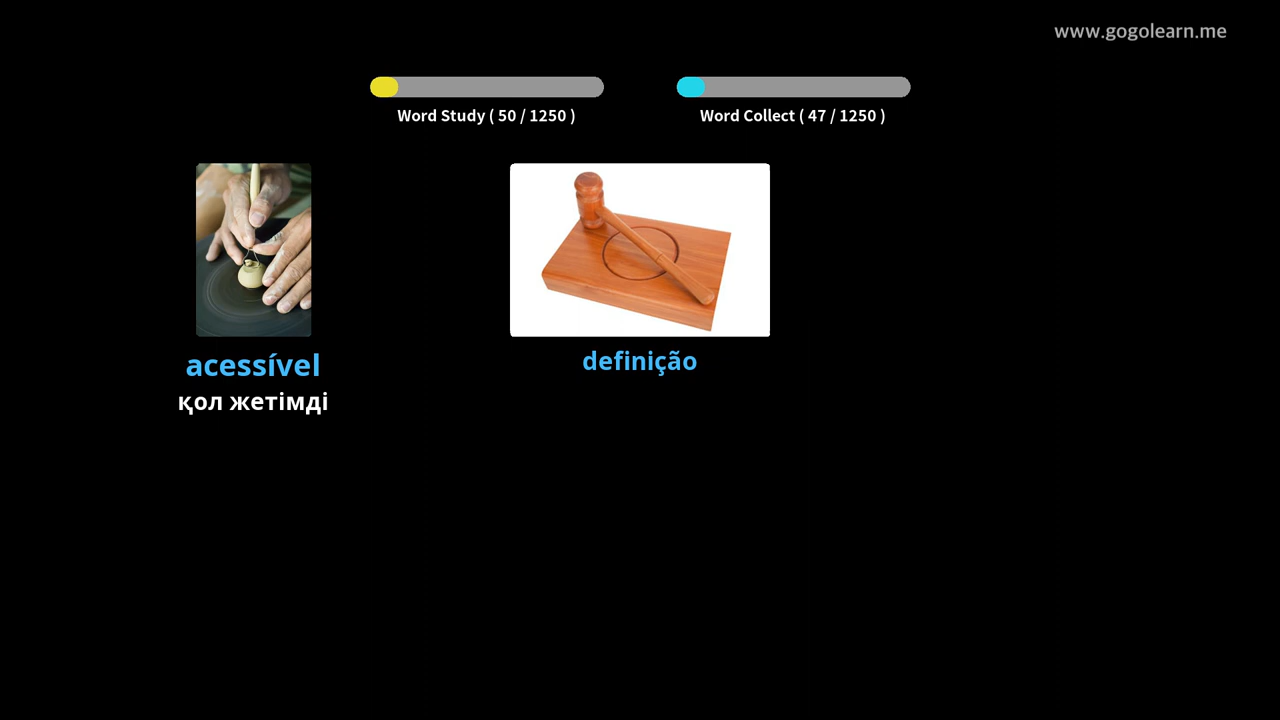 www.gogolearn.me
Word Study ( 50 / 1250 )
Word Collect ( 47 / 1250 )
acessível
қол жетімді
definição